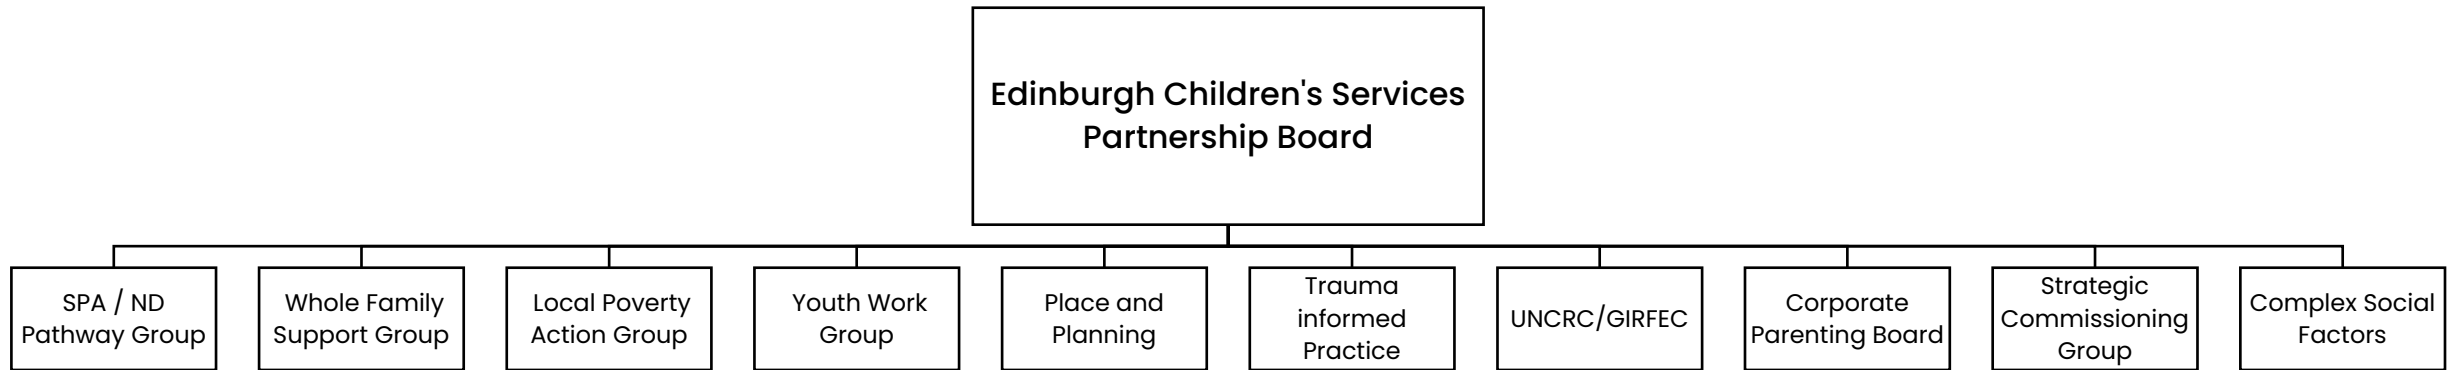 Edinburgh Children's Services
Partnership Board
SPA / ND
Pathway Group
Whole Family
Support Group
Local Poverty
Action Group
Youth Work
Group
Place and
Planning
Trauma
informed
Practice
UNCRC/GIRFEC
Corporate
Parenting Board
Strategic
Commissioning
Group
Complex Social
Factors